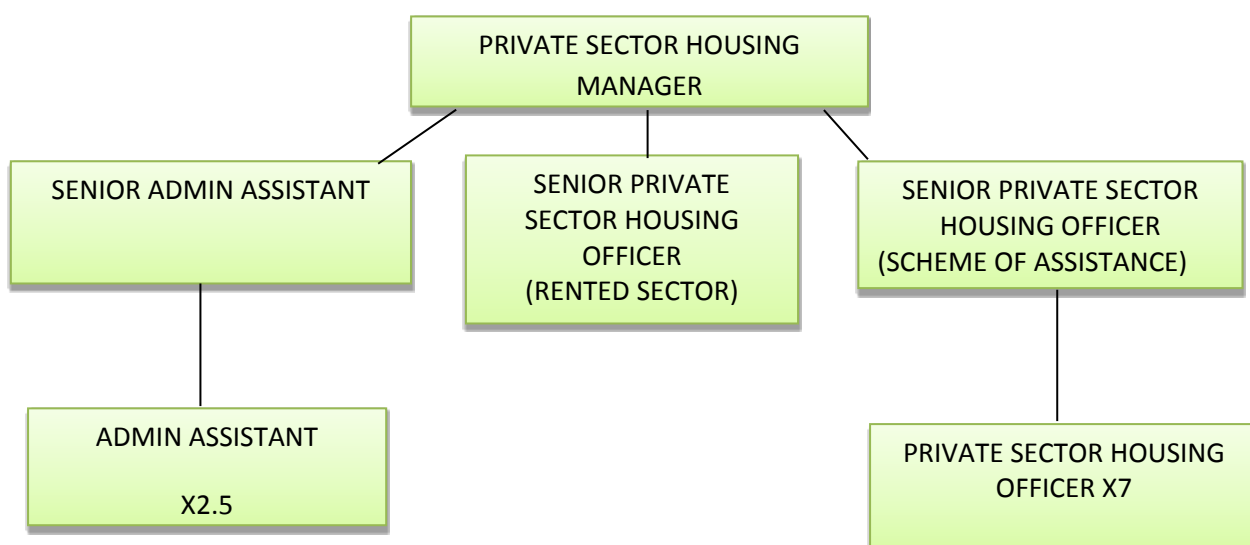 PRIVATE SECTOR HOUSING
MANAGER
SENIOR ADMIN ASSISTANT
SENIOR PRIVATE
SECTOR HOUSING
OFFICER
(RENTED SECTOR)
SENIOR PRIVATE SECTOR
HOUSING OFFICER
(SCHEME OF ASSISTANCE)
ADMIN ASSISTANT
X2.5
PRIVATE SECTOR HOUSING
OFFICER X7